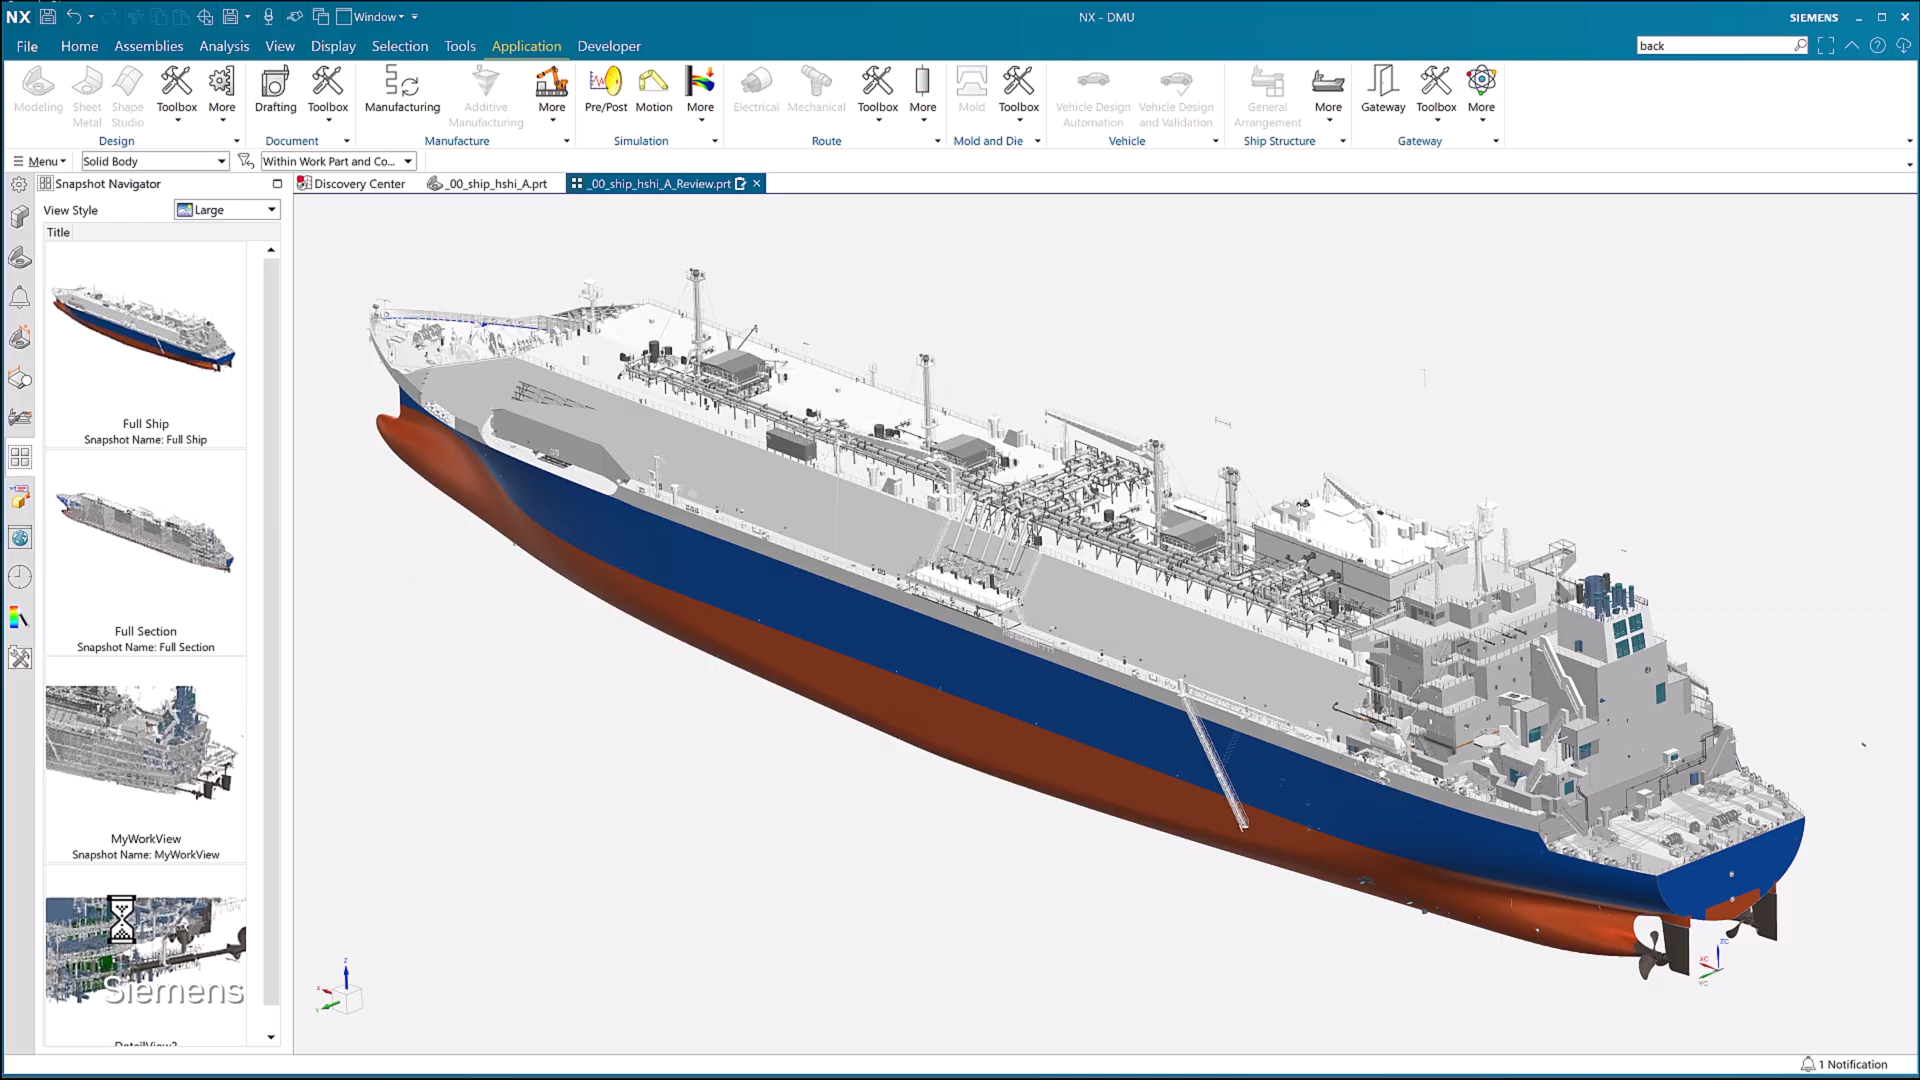 NX
Window
NX - DMU
SIEMENS
File Home Assemblies Analysis View Display Selection Tools Application Developer
back
Modeling Sheet Metal Shape Studio Toolbox More
Design
Drafting Toolbox
Document
Manufacturing Additive Manufacturing More
Manufacture
Pre/Post Motion More
Simulation
Electrical Mechanical Toolbox More
Route
Mold Toolbox
Mold and Die
Vehicle Design Automation Vehicle Design and Validation
Vehicle
General Arrangement More
Ship Structure
Gateway Toolbox More
Gateway
Menu Solid Body Within Work Part and Co...
Snapshot Navigator
Discovery Center _00_ship_hshi_A.prt _00_ship_hshi_A_Review.prt
View Style Large
Title
Full Ship
Snapshot Name: Full Ship
Full Section
Snapshot Name: Full Section
MyWorkView
Snapshot Name: MyWorkView
Siemens
Z
X
Y
ZC
XC
YC
1 Notification